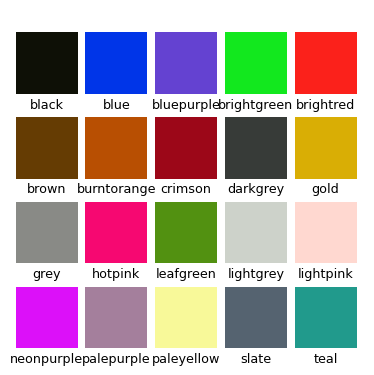 black blue bluepurple brightgreen brightred
brown burntorange crimson darkgrey gold
grey hotpink leafgreen lightgrey lightpink
neonpurple palepurple paleyellow slate teal